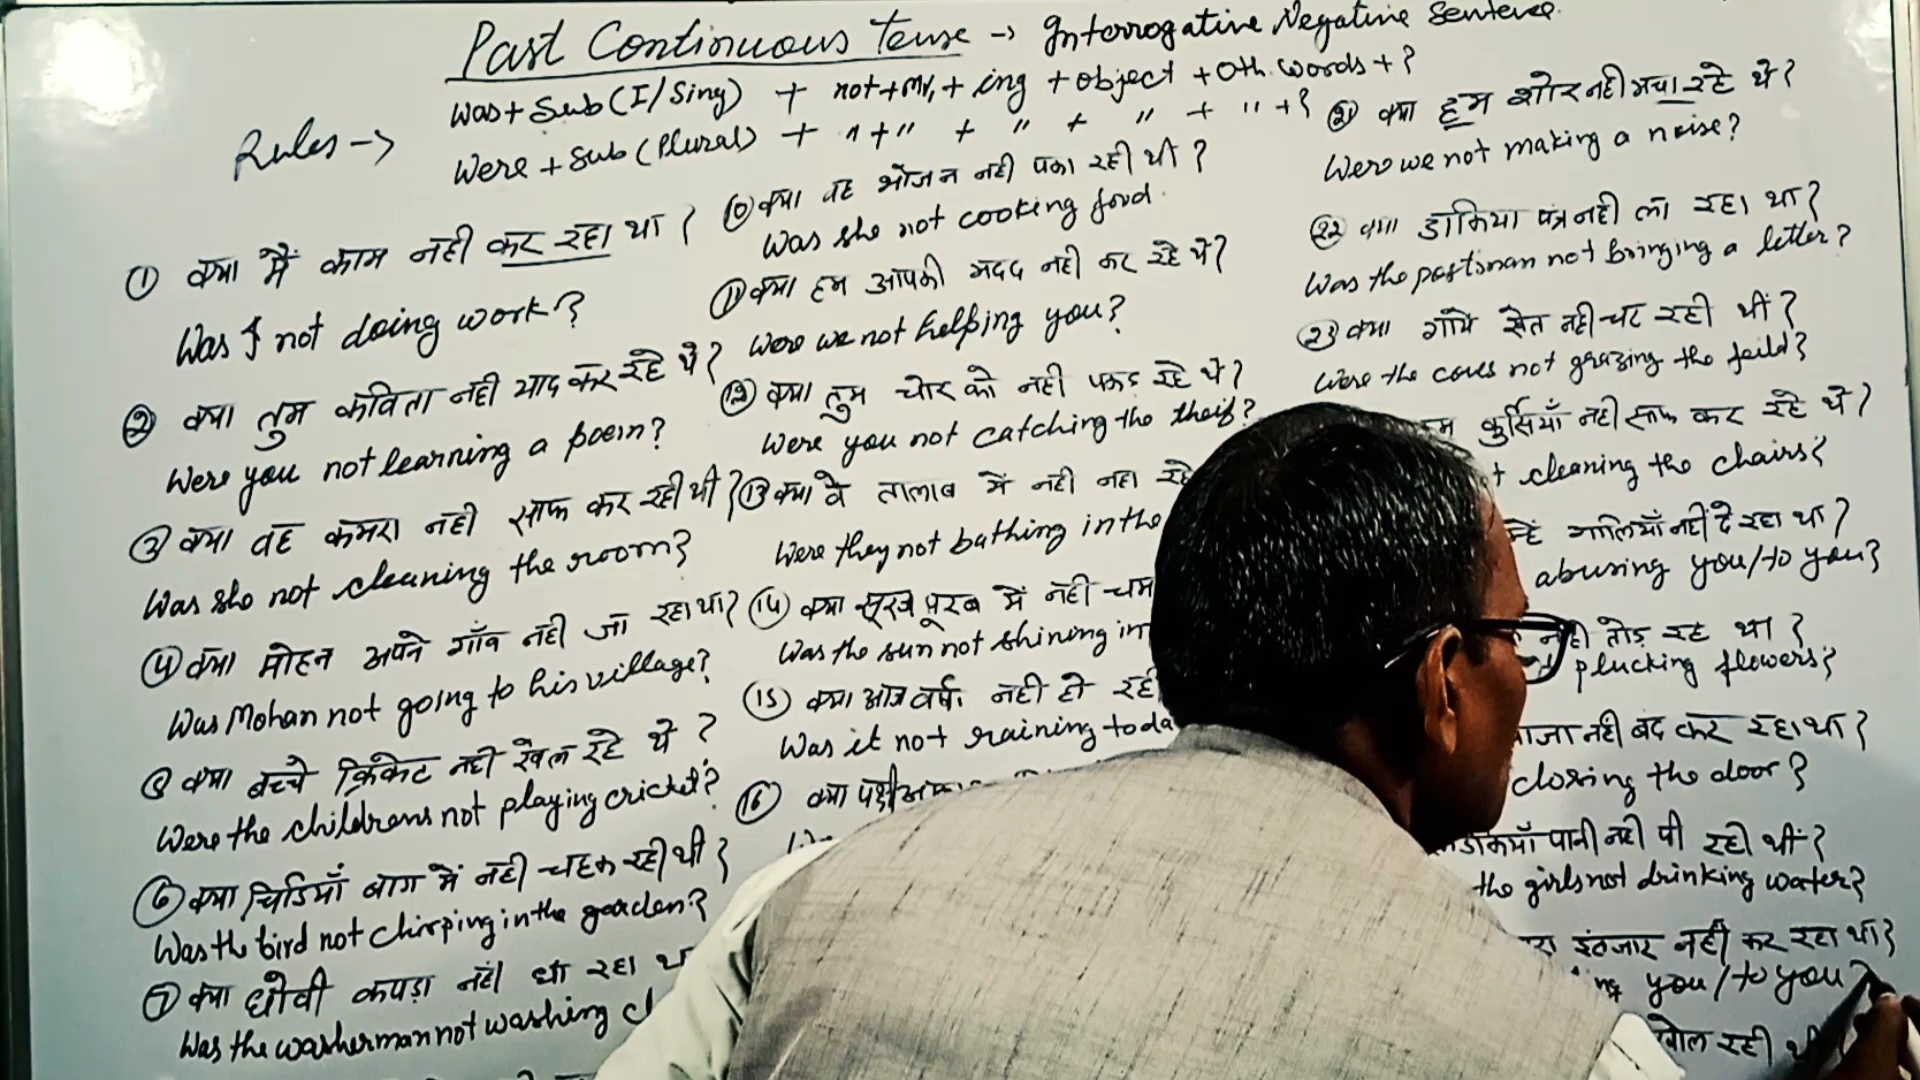 Past Continuous Tense → Interrogative Negative Sentence.
Rules → was + Sub (I/Sing) + not + M.V, + ing + object + Oth. words + ?
Were + Sub (Plural) + " + " + " + " + " + ?
① क्या मैं काम नही कर रहा था ?
Was I not doing work ?
② क्या तुम कविता नही याद कर रहे थे ?
Were you not learning a poem ?
③ क्या वह कमरा नही साफ कर रही थी ?
Was she not cleaning the room ?
④ क्या मोहन अपने गाँव नही जा रहा था ?
Was Mohan not going to his village ?
क्या बच्चे क्रिकेट नही खेल रहे थे ?
Were the childrens not playing cricket ?
⑥ क्या चिडियाँ बाग में नही चहक रही थी ?
Was the bird not chirping in the garden ?
⑦ क्या धोवी कपड़ा नही धो रहा
Was the washerman not washing
⑩ क्या वह भोजन नही पका रही थी ?
Was she not cooking food.
⑪ क्या हम आपकी मदद नही कर रहे थे ?
Were we not helping you ?
⑫ क्या तुम चोर को नही पकड़ रहे थे ?
Were you not catching the theif ?
⑬ क्या वे तालाब में नही नहा रहे
Were they not bathing in the
⑭ क्या सूरज पूरब में नही चम
Was the sun not shining in
⑮ क्या आज वर्षा नही हो रही
Was it not raining toda
⑯ क्या पक्षी
㉑ क्या हम शोर नही मचा रहे थे ?
Were we not making a noise ?
㉒ क्या डाकिया पत्र नही ला रहा था ?
Was the postman not bringing a letter ?
㉓ क्या गाये खेत नही चर रही थीं ?
Were the cows not grazing the feild ?
म कुर्सियाँ नही साफ कर रहे थे ?
t cleaning the chairs ?
न्हें गालियाँ नहीं दे रहा था ?
abusing you / to you ?
नही तोड़ रहे था ?
plucking flowers ?
नही बंद कर रहा था ?
closing the door ?
पानी नही पी रही थीं ?
the girls not drinking water ?
इंतजार नहीं कर रहा था ?
ing you / to you ?
रही